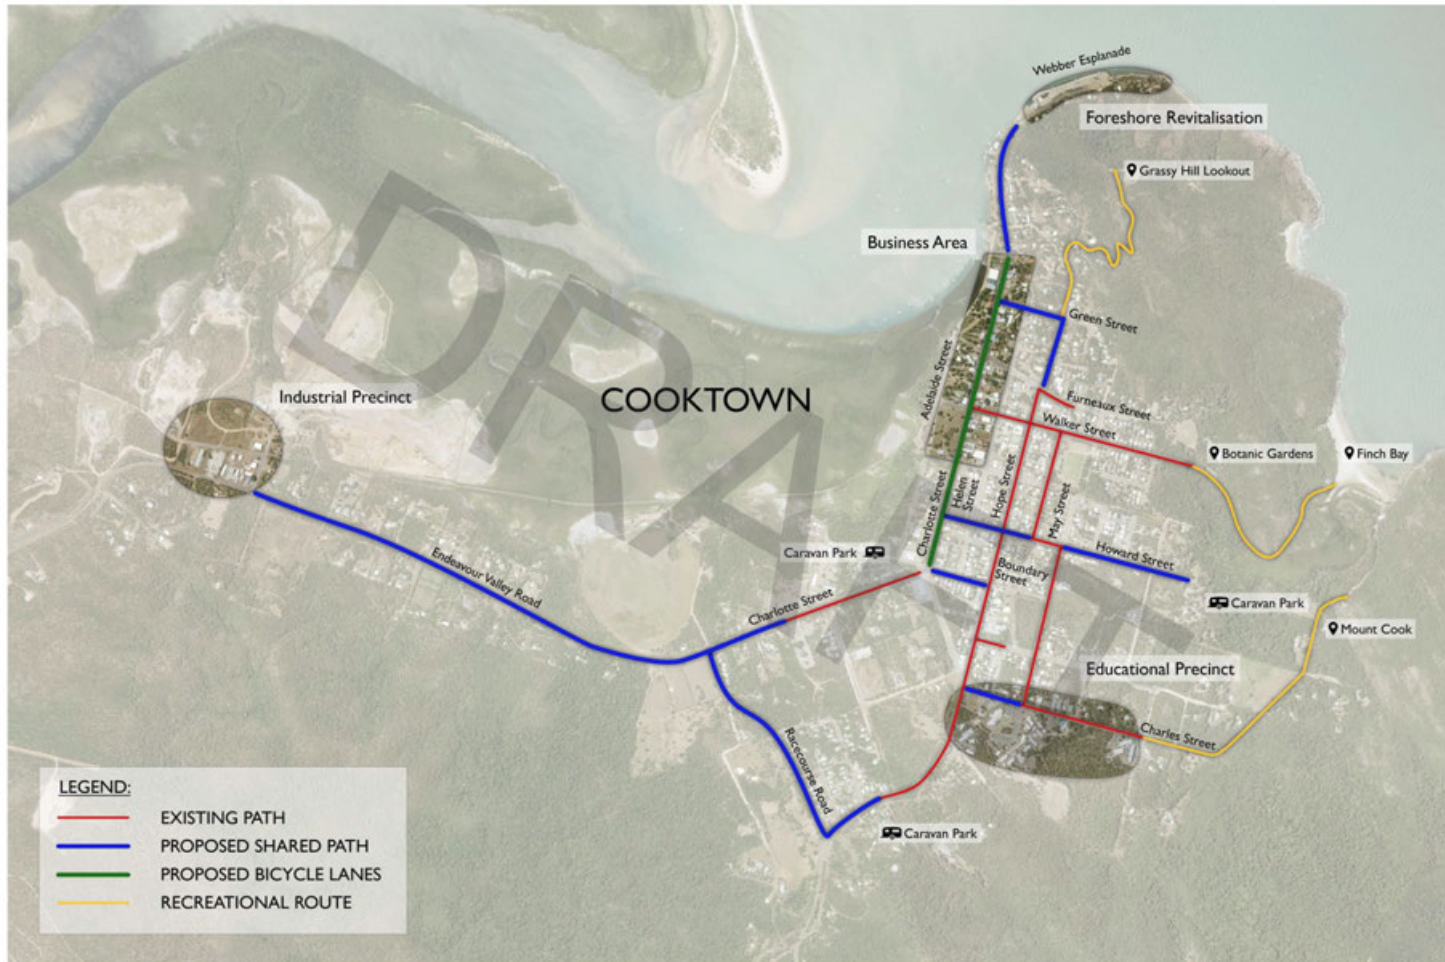 Webber Esplanade
Foreshore Revitalisation
Grassy Hill Lookout
Business Area
Green Street
Adelaide Street
Industrial Precinct
COOKTOWN
Furneaux Street
Walker Street
Botanic Gardens
Finch Bay
Charlotte Street
Helen
Street
Hope Street
May Street
Caravan Park
Howard Street
Endeavour Valley Road
Boundary
Street
Charlotte Street
Caravan Park
Mount Cook
Educational Precinct
Charles Street
Racecourse Road
Caravan Park
DRAFT
LEGEND:
EXISTING PATH
PROPOSED SHARED PATH
PROPOSED BICYCLE LANES
RECREATIONAL ROUTE